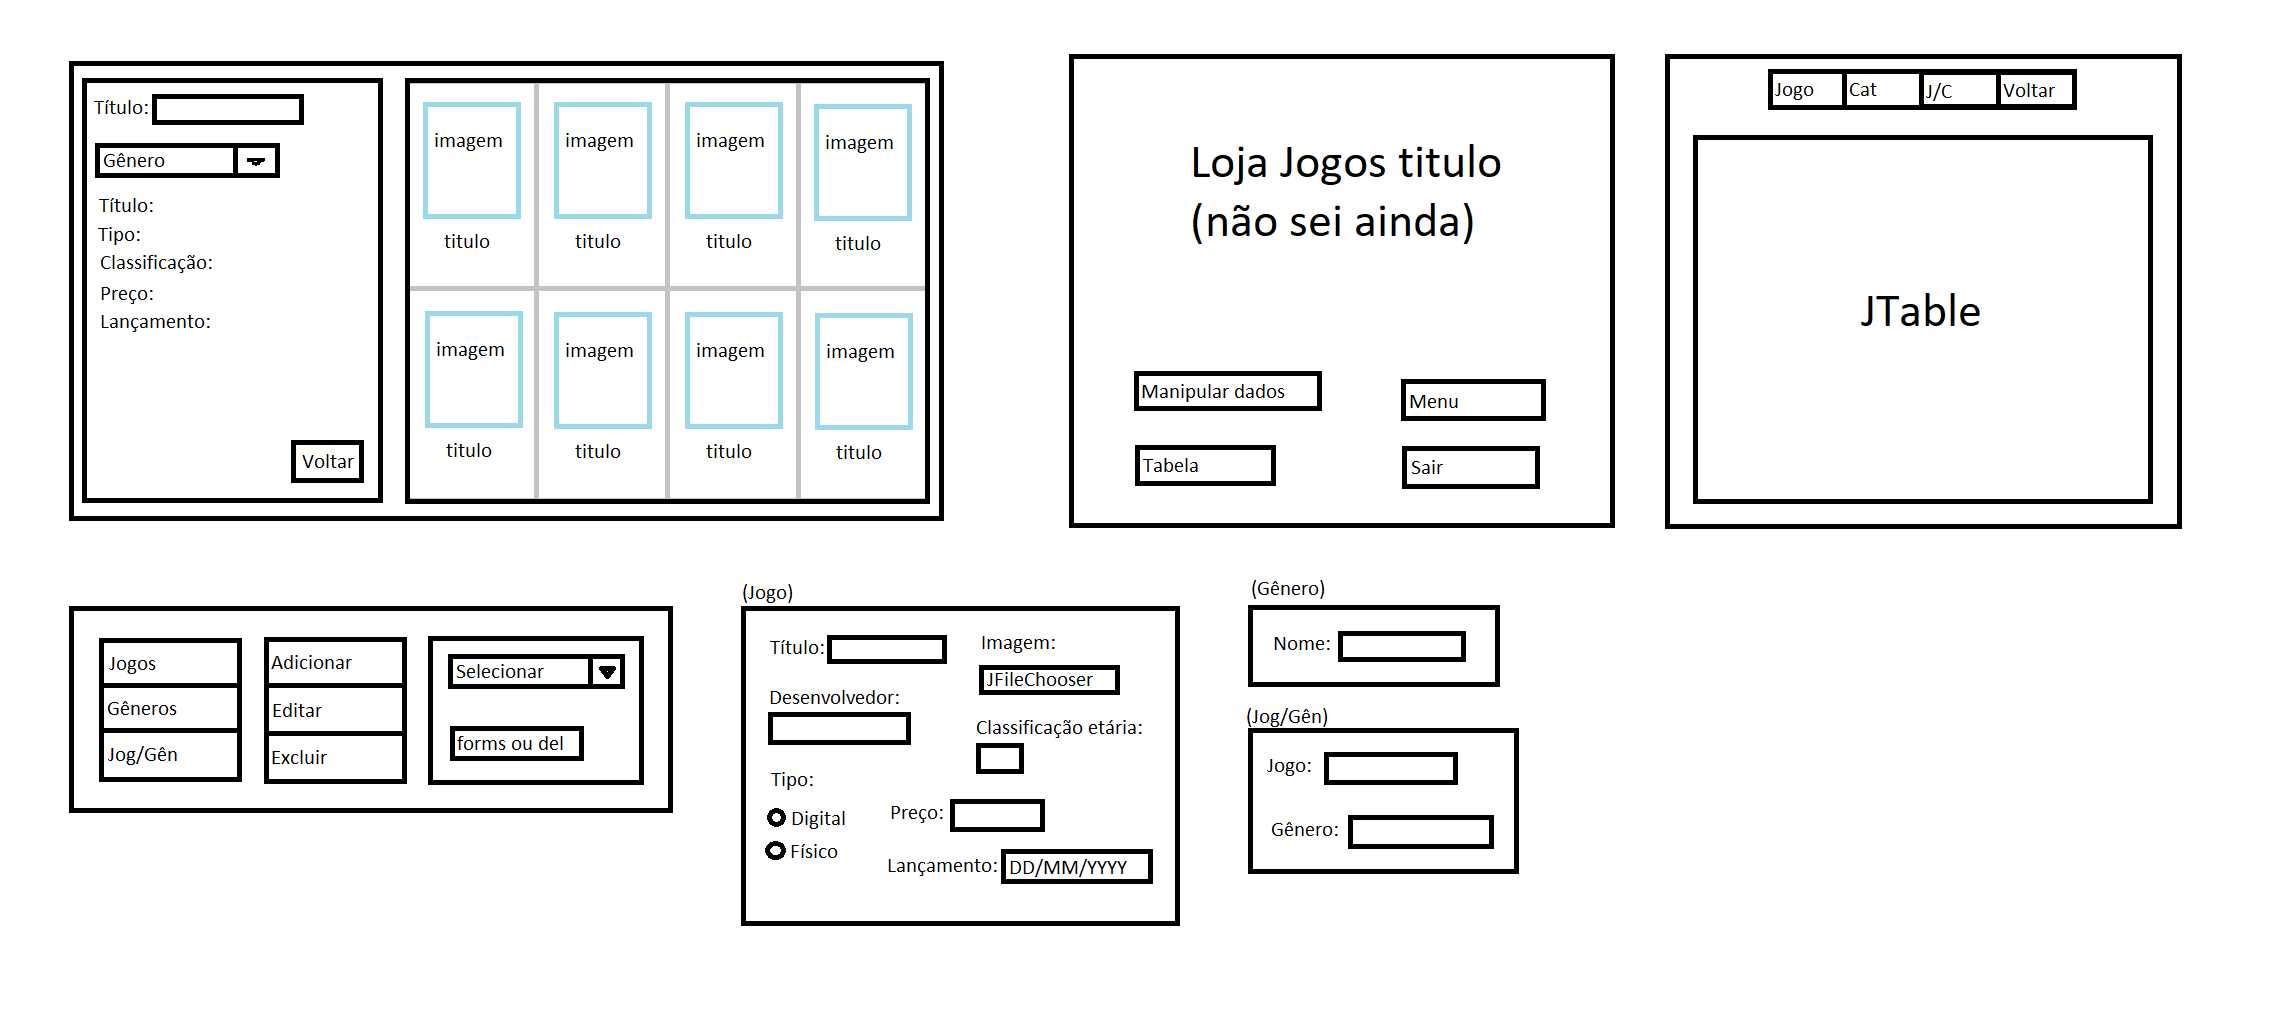 Título:
Gênero
Título:
Tipo:
Classificação:
Preço:
Lançamento:
Voltar
imagem
imagem
imagem
imagem
titulo
titulo
titulo
titulo
imagem
imagem
imagem
imagem
titulo
titulo
titulo
titulo
Loja Jogos titulo
(não sei ainda)
Manipular dados
Menu
Tabela
Sair
Jogo
Cat
J/C
Voltar
JTable
Jogos
Gêneros
Jog/Gên
Adicionar
Editar
Excluir
Selecionar
forms ou del
(Jogo)
Título:
Imagem:
JFileChooser
Desenvolvedor:
Classificação etária:
Tipo:
Digital
Físico
Preço:
Lançamento:
DD/MM/YYYY
(Gênero)
Nome:
(Jog/Gên)
Jogo:
Gênero: